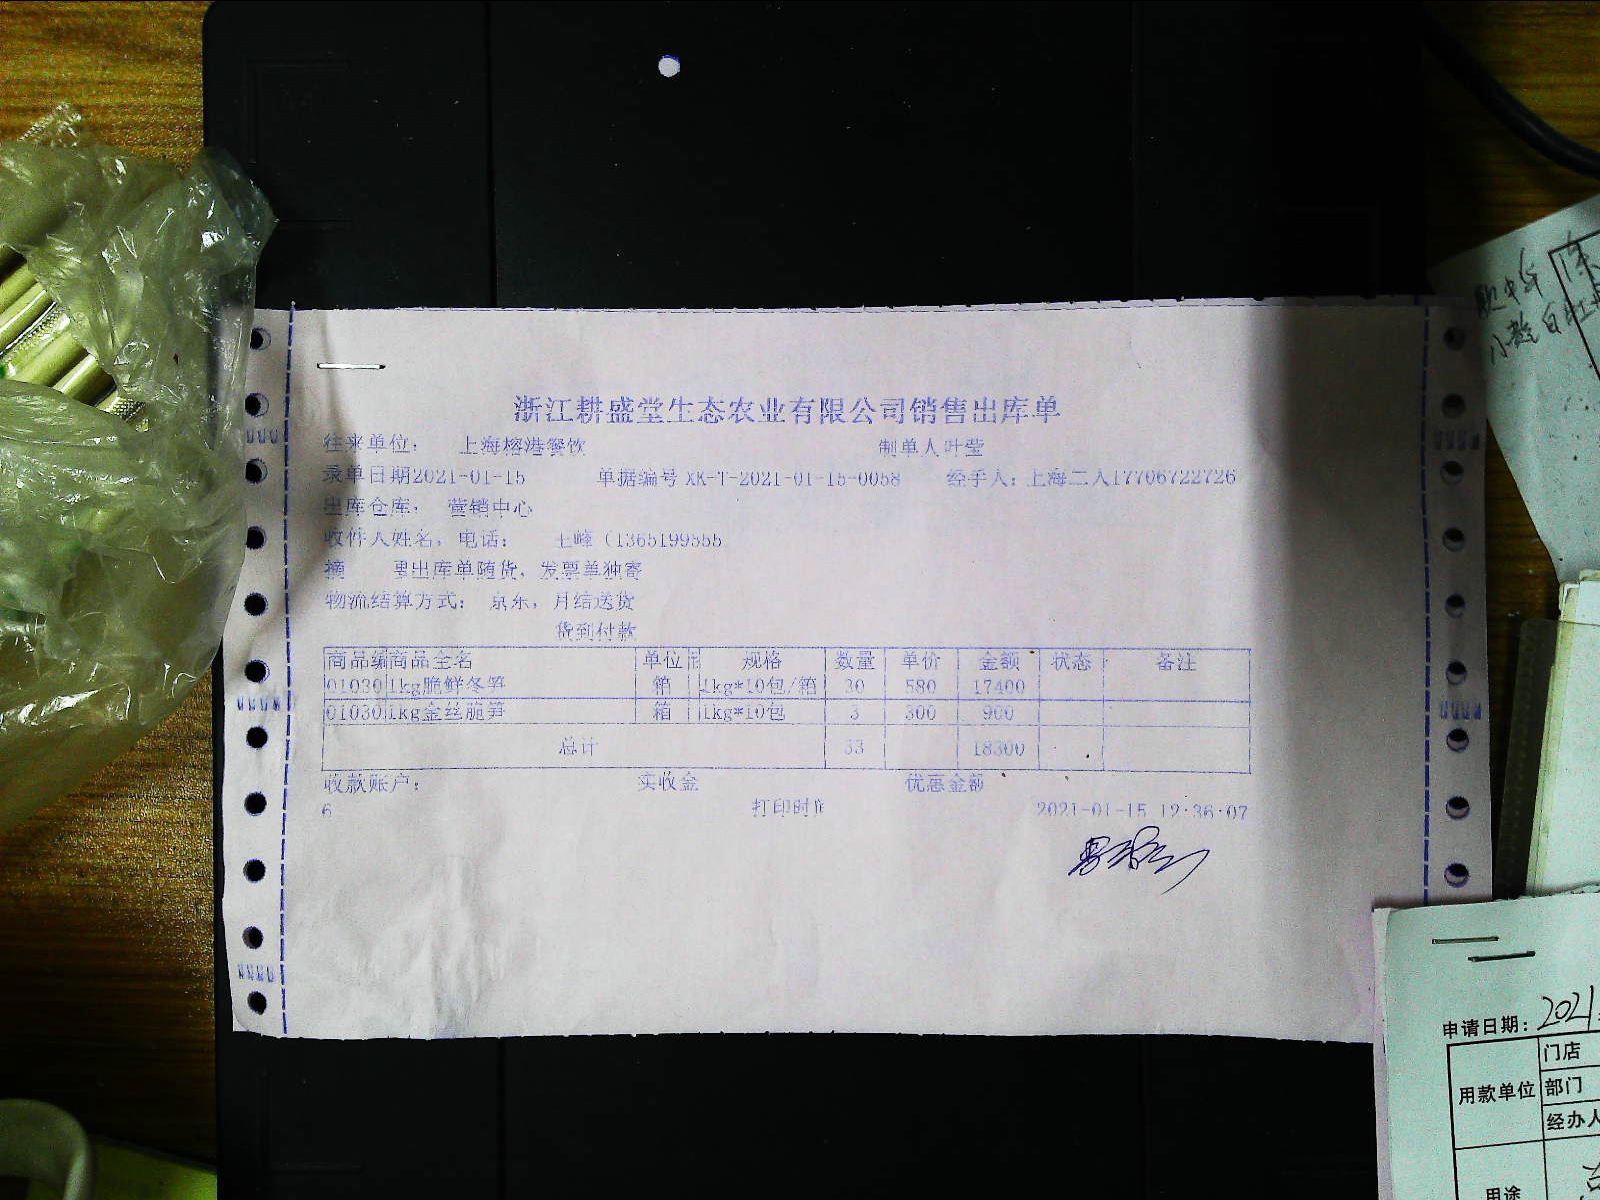 浙江耕盛堂生态农业有限公司销售出库单
往来单位: 上海榕港餐饮 制单人叶莹
录单日期2021-01-15 单据编号 XK-T-2021-01-15-0058 经手人: 上海二入17706722726
出库仓库: 营销中心
收件人姓名, 电话: 王峰 (1365199555
摘 里出库单随货, 发票单独寄
物流结算方式: 京东, 月结送货
货到付款
商品编 商品全名 单位 规格 数量 单价 金额 状态 备注
01030 1kg脆鲜冬笋 箱 1kg*10包/箱 30 580 17400
01030 1kg金丝脆笋 箱 1kg*10包 3 300 900
总计 33 18300
收款账户: 实收金 优惠金额
6 打印时 2021-01-15 12:36:07
申请日期: 2021
用款单位 门店
部门
经办人
用途